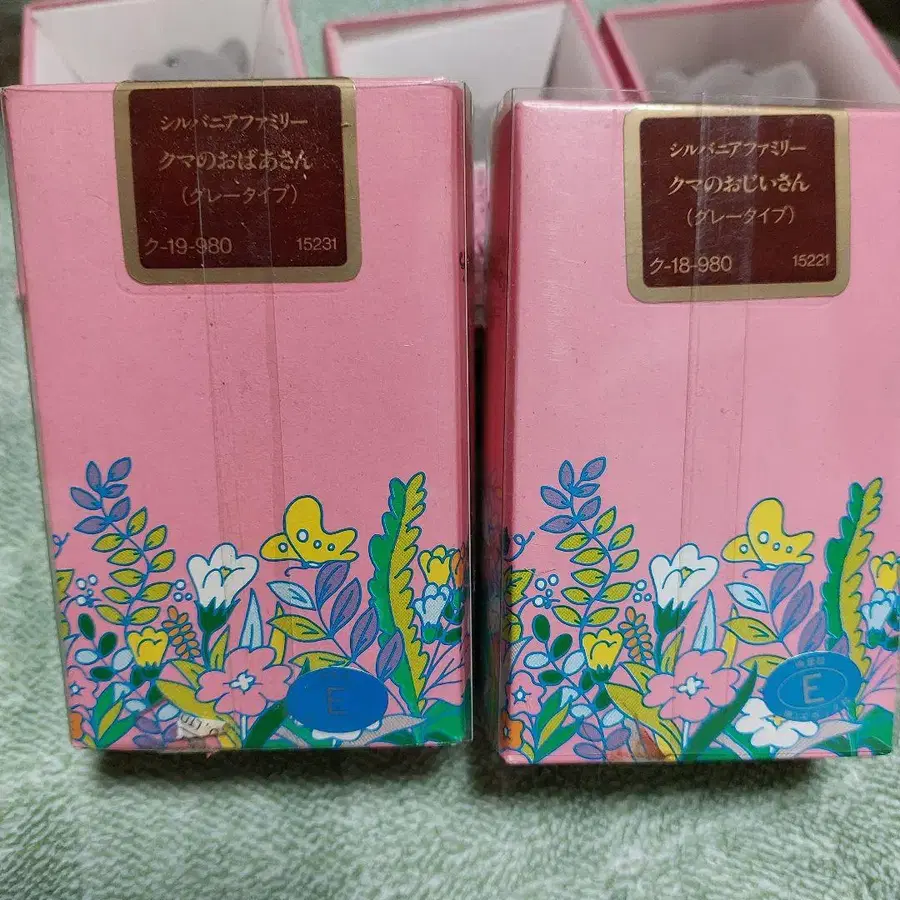 シルバニアファミリー
クマのおばあさん
(グレータイプ)
ク-19-980 15231
シルバニアファミリー
クマのおじいさん
(グレータイプ)
ク-18-980 15221
E
E